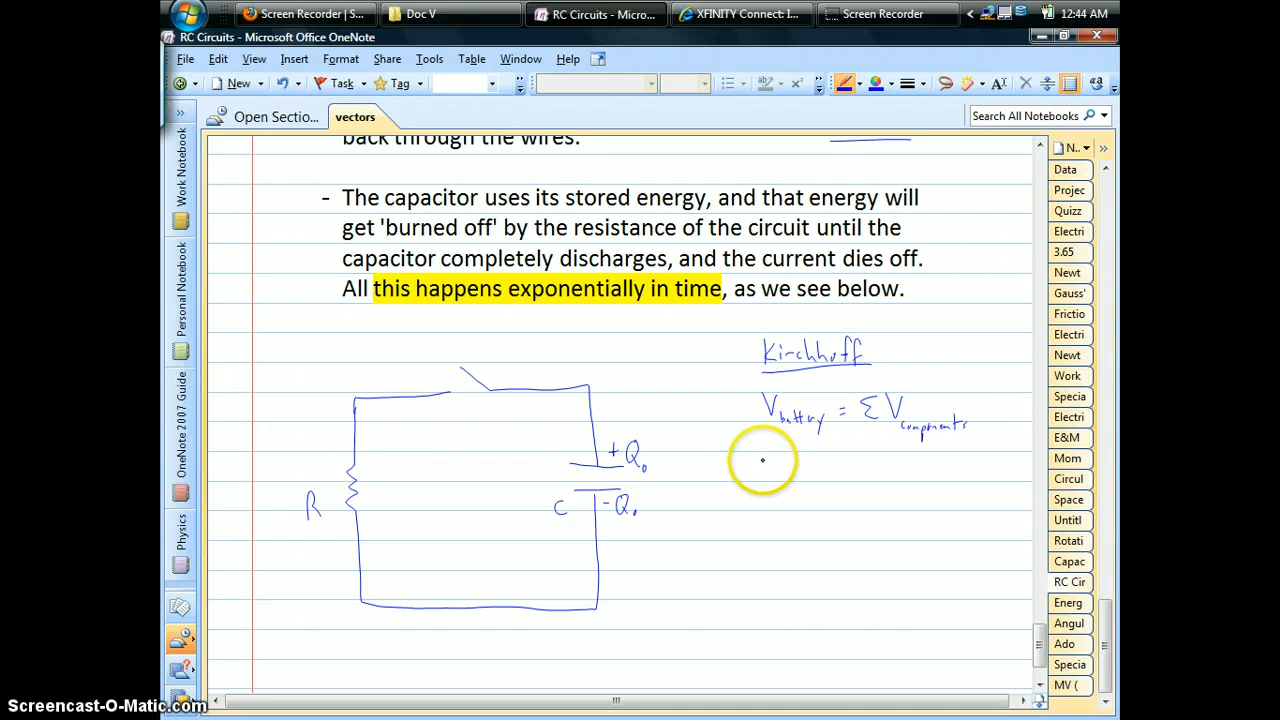 Screen Recorder | S...
Doc V
RC Circuits - Micro...
XFINITY Connect: I...
Screen Recorder
12:44 AM
RC Circuits - Microsoft Office OneNote
File Edit View Insert Format Share Tools Table Window Help
New Task Tag
Open Sectio... vectors
Search All Notebooks
back through the wires.
- The capacitor uses its stored energy, and that energy will
get 'burned off' by the resistance of the circuit until the
capacitor completely discharges, and the current dies off.
All this happens exponentially in time, as we see below.
Kirchhoff
V battery = Σ V components
+Q₀
R
C
-Q₀
Work Notebook
Personal Notebook
OneNote 2007 Guide
Physics
N..
Data
Projec
Quizz
Electri
3.65
Newt
Gauss'
Frictio
Electri
Newt
Work
Specia
Electri
E&M
Mom
Circul
Space
Untitl
Rotati
Capac
RC Cir
Energ
Angul
Ado
Specia
MV (
Screencast-O-Matic.com